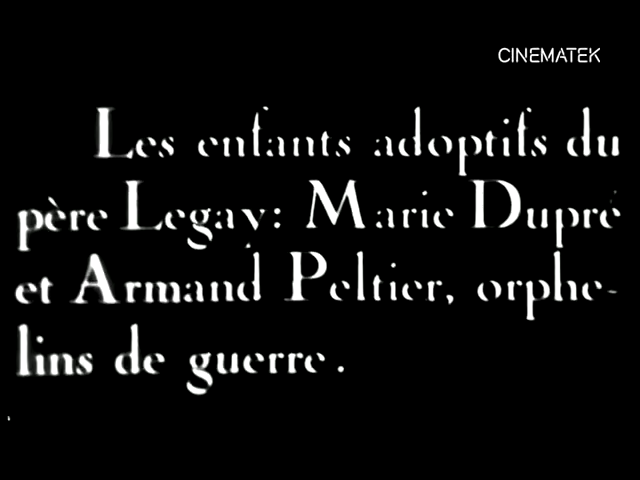 CINEMATEK
Les enfants adoptifs du
père Legay: Marie Dupré
et Armand Peltier, orphe-
lins de guerre.